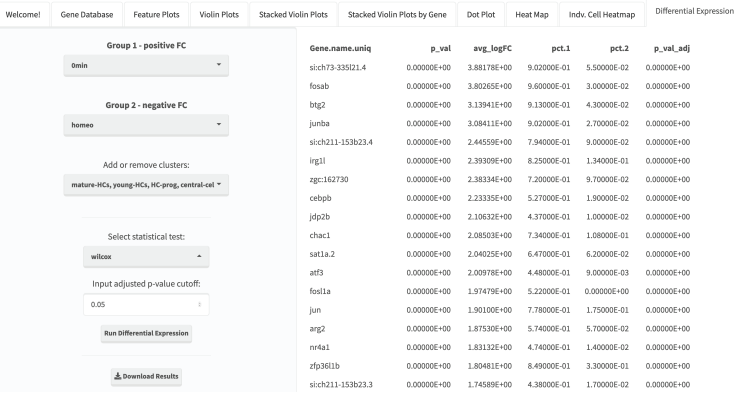 Welcome! Gene Database Feature Plots Violin Plots Stacked Violin Plots Stacked Violin Plots by Gene Dot Plot Heat Map Indv. Cell Heatmap Differential Expression
Group 1 - positive FC
0min
Group 2 - negative FC
homeo
Add or remove clusters:
mature-HCs, young-HCs, HC-prog, central-cel
Select statistical test:
wilcox
Input adjusted p-value cutoff:
0.05
Run Differential Expression
Download Results
Gene.name.uniq p_val avg_logFC pct.1 pct.2 p_val_adj
si:ch73-335l21.4 0.00000E+00 3.88178E+00 9.02000E-01 5.50000E-02 0.00000E+00
fosab 0.00000E+00 3.80265E+00 9.60000E-01 3.00000E-02 0.00000E+00
btg2 0.00000E+00 3.13941E+00 9.13000E-01 4.30000E-02 0.00000E+00
junba 0.00000E+00 3.08411E+00 9.02000E-01 2.70000E-02 0.00000E+00
si:ch211-153b23.4 0.00000E+00 2.44559E+00 7.94000E-01 9.00000E-02 0.00000E+00
irg1l 0.00000E+00 2.39309E+00 8.25000E-01 1.34000E-01 0.00000E+00
zgc:162730 0.00000E+00 2.38334E+00 7.20000E-01 9.70000E-02 0.00000E+00
cebpb 0.00000E+00 2.23335E+00 5.27000E-01 1.90000E-02 0.00000E+00
jdp2b 0.00000E+00 2.10632E+00 4.37000E-01 1.00000E-02 0.00000E+00
chac1 0.00000E+00 2.08503E+00 7.34000E-01 1.08000E-01 0.00000E+00
sat1a.2 0.00000E+00 2.04025E+00 6.47000E-01 6.20000E-02 0.00000E+00
atf3 0.00000E+00 2.00978E+00 4.48000E-01 9.00000E-03 0.00000E+00
fosl1a 0.00000E+00 1.97479E+00 5.22000E-01 0.00000E+00 0.00000E+00
jun 0.00000E+00 1.90100E+00 7.78000E-01 1.75000E-01 0.00000E+00
arg2 0.00000E+00 1.87530E+00 5.74000E-01 5.70000E-02 0.00000E+00
nr4a1 0.00000E+00 1.83132E+00 4.74000E-01 1.40000E-02 0.00000E+00
zfp36l1b 0.00000E+00 1.80481E+00 8.49000E-01 3.30000E-01 0.00000E+00
si:ch211-153b23.3 0.00000E+00 1.74589E+00 4.38000E-01 1.70000E-02 0.00000E+00